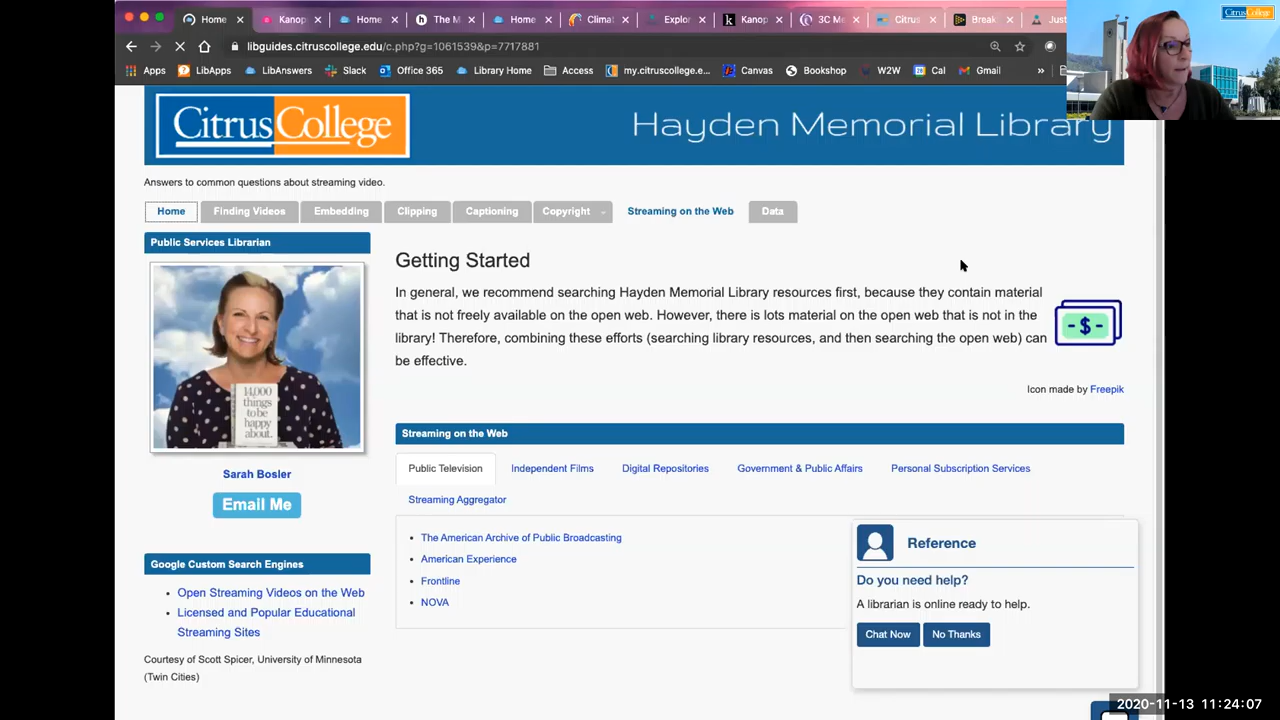 Home
Kanop
Home
The M
Home
Climat
Explor
Kanop
3C Me
Citrus
Break
Just
libguides.citruscollege.edu/c.php?g=1061539&p=7717881
Apps
LibApps
LibAnswers
Slack
Office 365
Library Home
Access
my.citruscollege.e...
Canvas
Bookshop
W2W
Cal
Gmail
»
Citrus College
Citrus College
Hayden Memorial Library
Answers to common questions about streaming video.
Home
Finding Videos
Embedding
Clipping
Captioning
Copyright
Streaming on the Web
Data
Public Services Librarian
14,000
things
to be
happy
about.
Sarah Bosler
Email Me
Google Custom Search Engines
• Open Streaming Videos on the Web
• Licensed and Popular Educational
Streaming Sites
Courtesy of Scott Spicer, University of Minnesota
(Twin Cities)
Getting Started
In general, we recommend searching Hayden Memorial Library resources first, because they contain material
that is not freely available on the open web. However, there is lots material on the open web that is not in the
library! Therefore, combining these efforts (searching library resources, and then searching the open web) can
be effective.
-$-
Icon made by Freepik
Streaming on the Web
Public Television
Independent Films
Digital Repositories
Government & Public Affairs
Personal Subscription Services
Streaming Aggregator
• The American Archive of Public Broadcasting
• American Experience
• Frontline
• NOVA
Reference
Do you need help?
A librarian is online ready to help.
Chat Now
No Thanks
2020-11-13 11:24:07